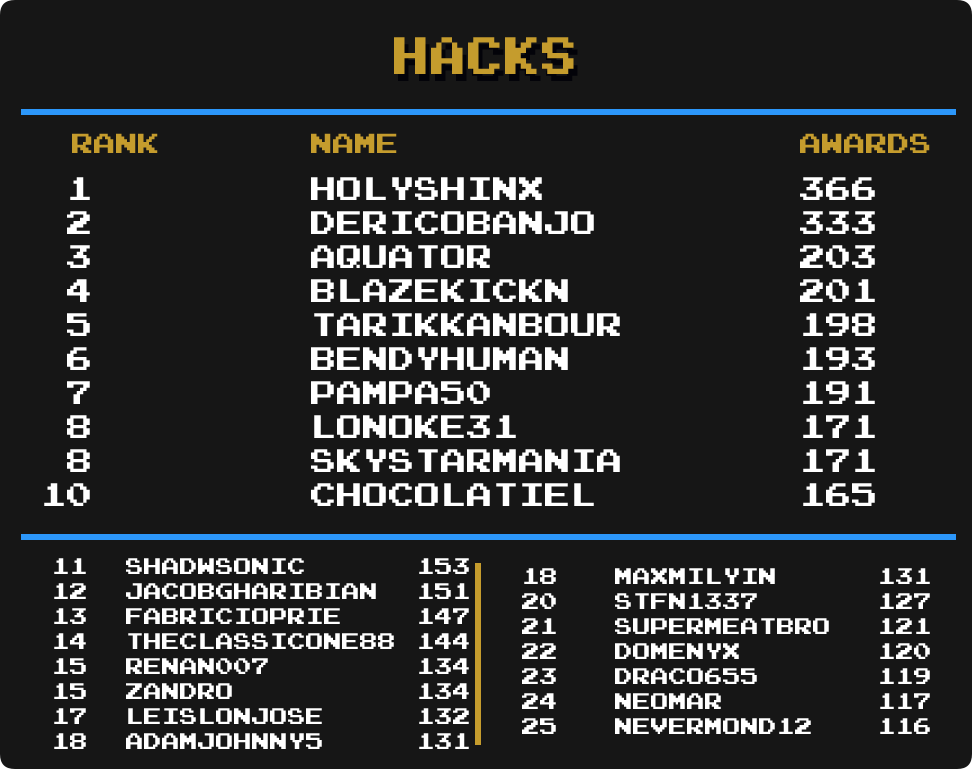 HACKS
RANK NAME AWARDS
1 HOLYSHINX 366
2 DERICOBANJO 333
3 AQUATOR 203
4 BLAZEKICKN 201
5 TARIKKANBOUR 198
6 BENDYHUMAN 193
7 PAMPA50 191
8 LONOKE31 171
8 SKYSTARMANIA 171
10 CHOCOLATIEL 165
11 SHADWSONIC 153
12 JACOBGHARIBIAN 151
13 FABRICIOPRIE 147
14 THECLASSICONE88 144
15 RENAN007 134
15 ZANDRO 134
17 LEISLONJOSE 132
18 ADAMJOHNNY5 131
18 MAXMILYIN 131
20 STFN1337 127
21 SUPERMEATBRO 121
22 DOMENYX 120
23 DRACO655 119
24 NEOMAR 117
25 NEVERMOND12 116